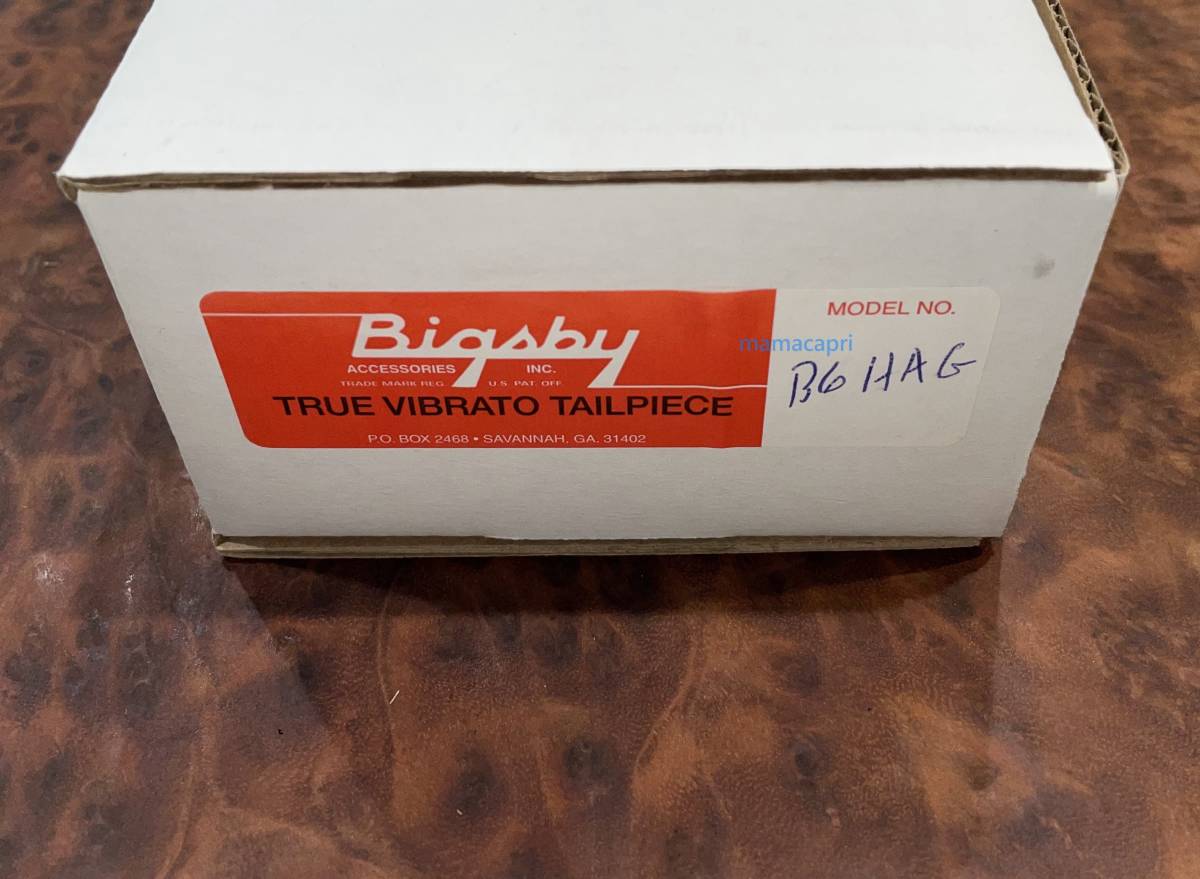 Bigsby
ACCESSORIES INC.
TRADE MARK REG. U.S. PAT. OFF.
TRUE VIBRATO TAILPIECE
P.O. BOX 2468 • SAVANNAH, GA. 31402
MODEL NO.
mamacapri
B6 HAG